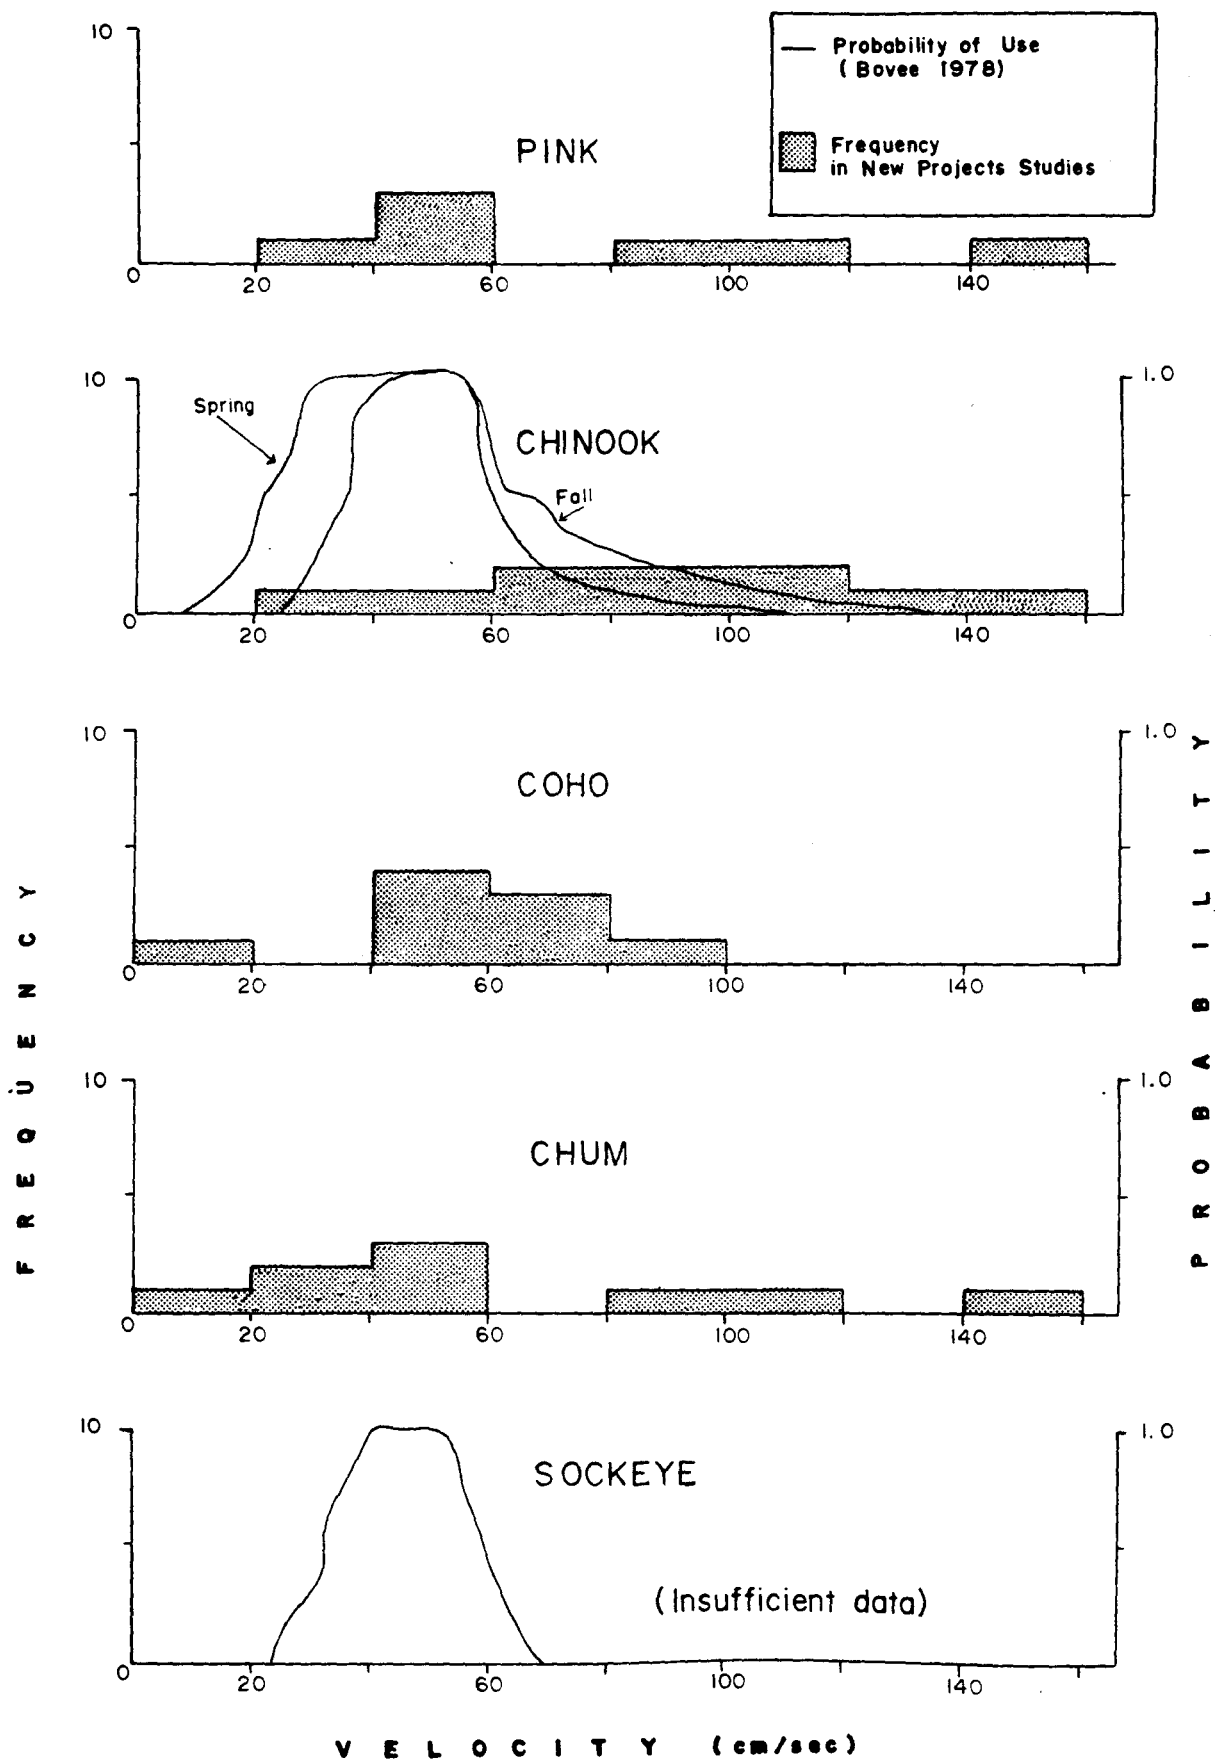 10
Probability of Use
(Bovee 1978)
Frequency
in New Projects Studies
PINK
0 20 60 100 140
10 1.0
Spring
CHINOOK
Fall
0 20 60 100 140
10 1.0
COHO
0 20 60 100 140
10 1.0
CHUM
0 20 60 100 140
10 1.0
SOCKEYE
(Insufficient data)
0 20 60 100 140
FREQUENCY
PROBABILITY
VELOCITY (cm/sec)